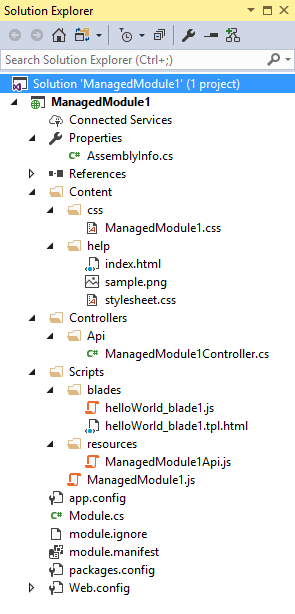 Solution Explorer
Search Solution Explorer (Ctrl+;)
Solution 'ManagedModule1' (1 project)
ManagedModule1
Connected Services
Properties
AssemblyInfo.cs
References
Content
css
ManagedModule1.css
help
index.html
sample.png
stylesheet.css
Controllers
Api
ManagedModule1Controller.cs
Scripts
blades
helloWorld_blade1.js
helloWorld_blade1.tpl.html
resources
ManagedModule1Api.js
ManagedModule1.js
app.config
Module.cs
module.ignore
module.manifest
packages.config
Web.config